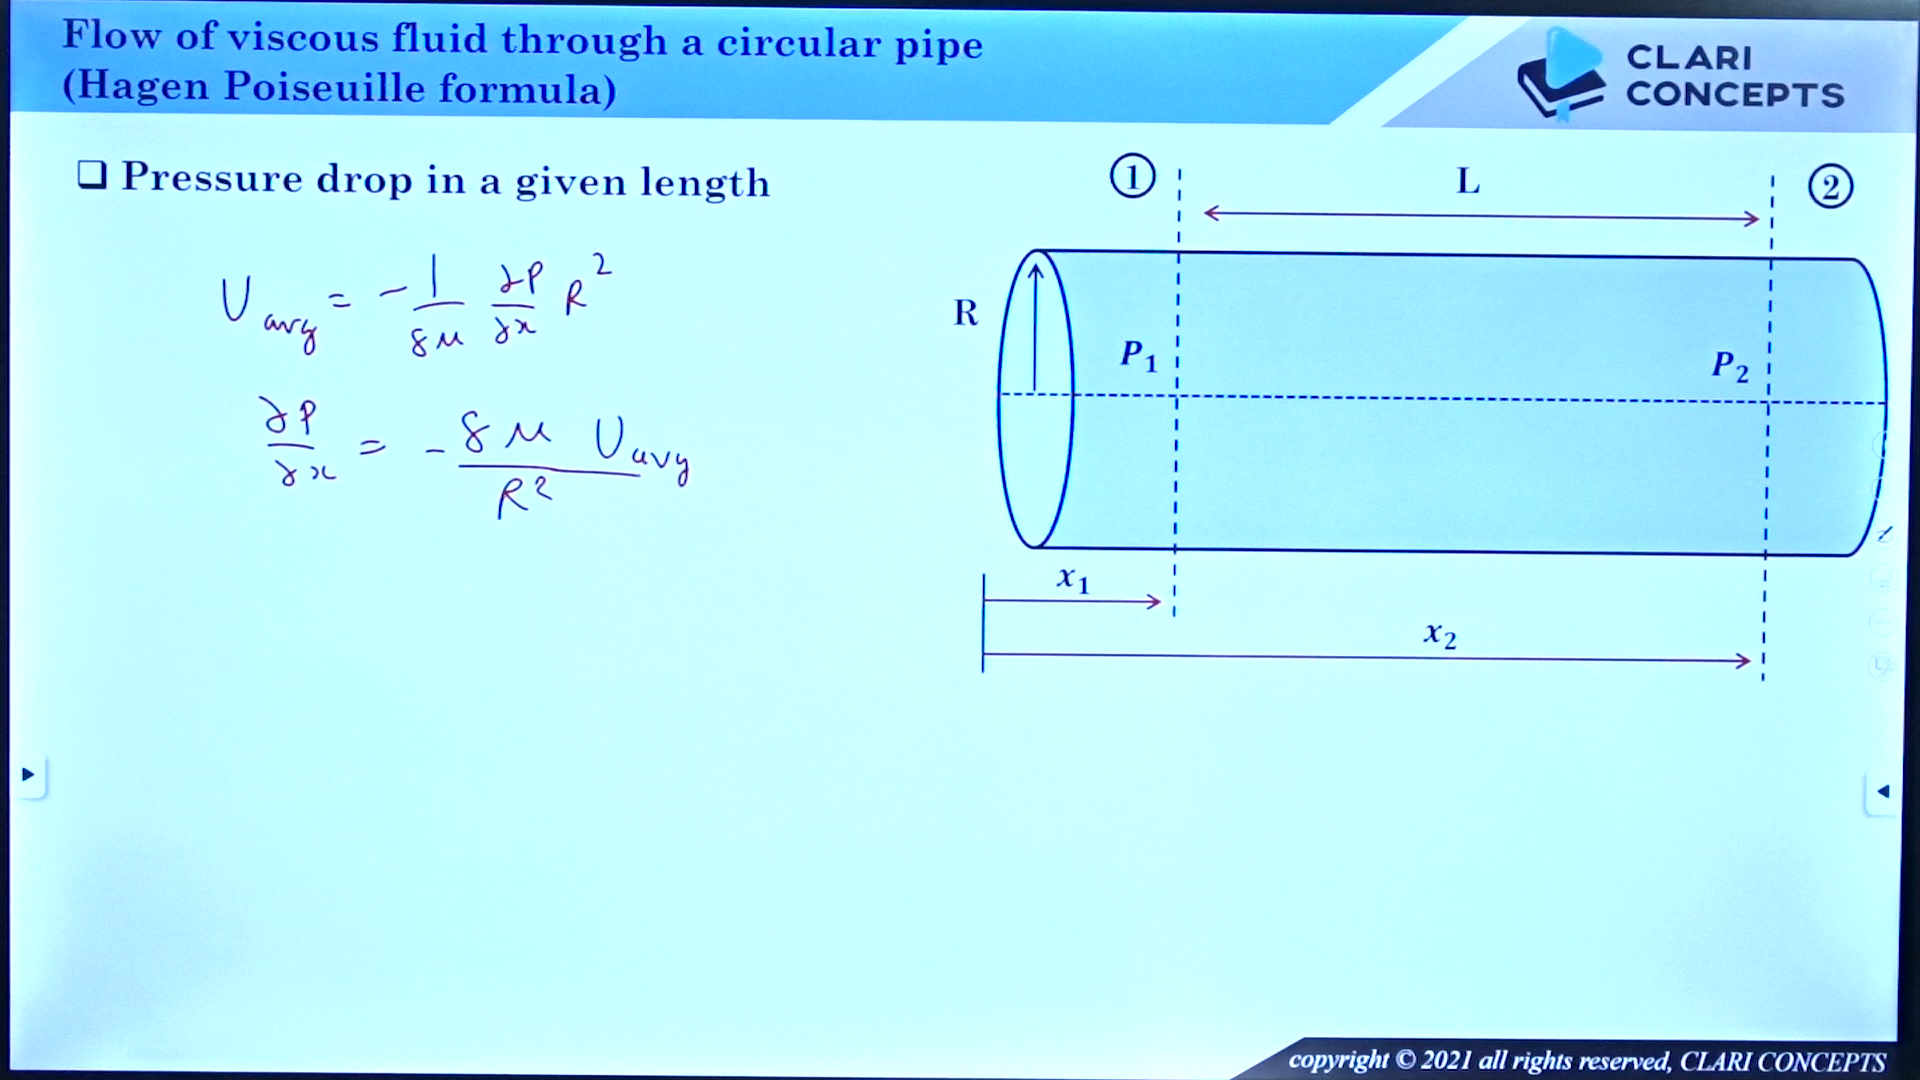 Flow of viscous fluid through a circular pipe
(Hagen Poiseuille formula)
CLARI
CONCEPTS
❑ Pressure drop in a given length
U avg = - 1/8μ ∂P/∂x R²
∂P/∂x = - 8 μ U avg / R²
① L ②
R
P₁ P₂
x₁
x₂
copyright © 2021 all rights reserved, CLARI CONCEPTS